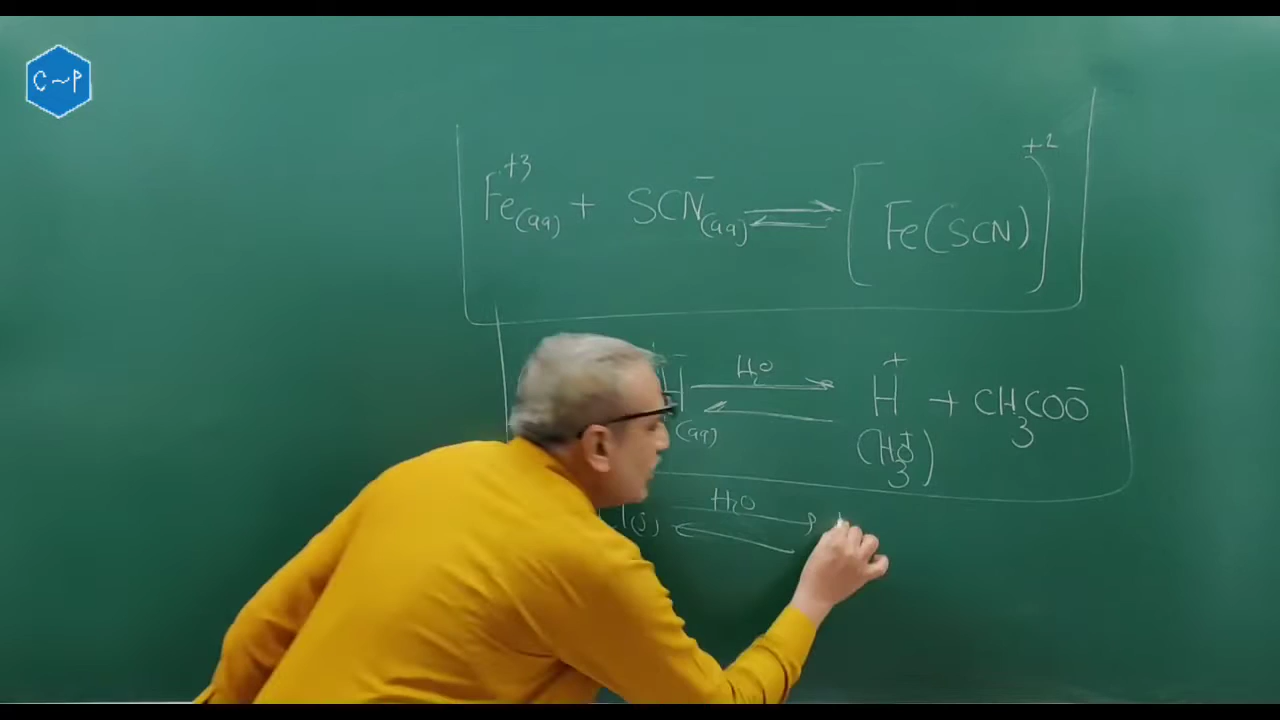 C~P
Fe⁺³(aq) + SCN⁻(aq) ⇌ [Fe(SCN)]⁺²
H(aq) ⇌ H₂O H⁺ + CH₃COO⁻
(H₃O⁺)
l(s) ⇌ H₂O